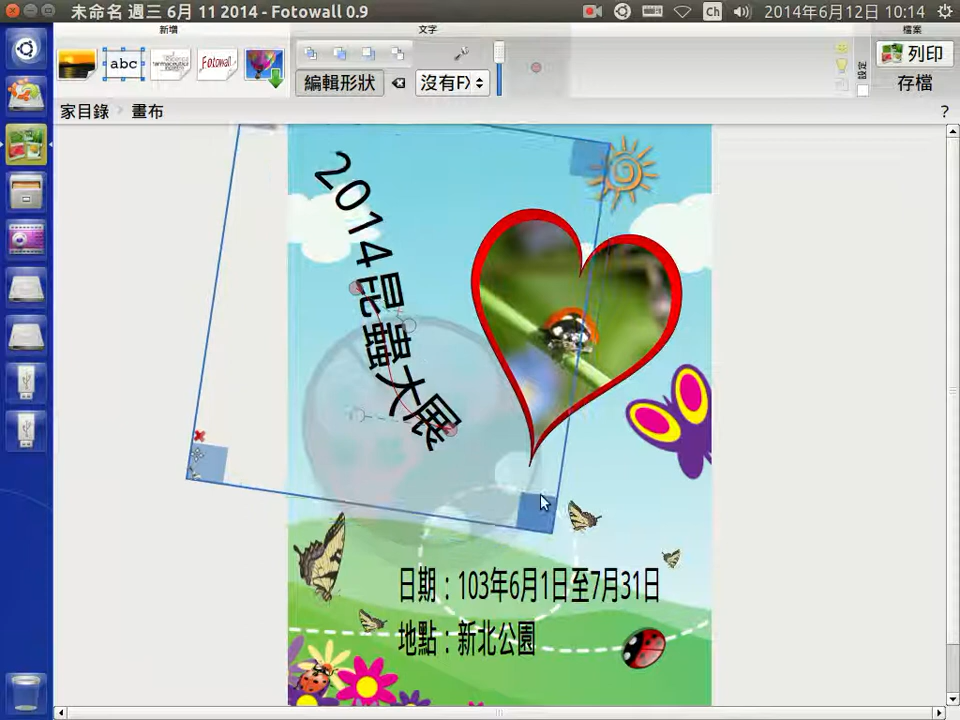 未命名 週三 6月 11 2014 - Fotowall 0.9
Ch
2014年6月12日 10:14
新增
文字
檔案
abc
Fotowall
編輯形狀
沒有FX
設定
列印
存檔
家目錄
畫布
?
2014昆蟲大展
日期：103年6月1日至7月31日
地點：新北公園